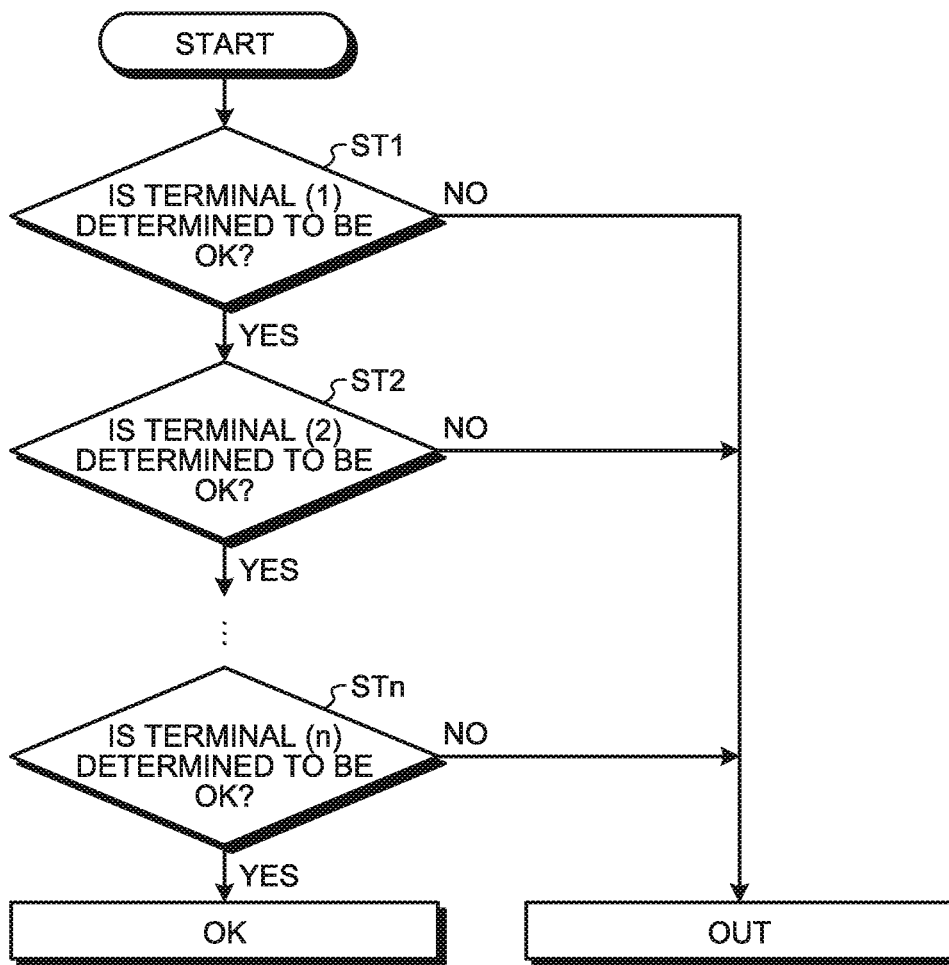 START
ST1
IS TERMINAL (1)
DETERMINED TO BE
OK?
NO
YES
ST2
IS TERMINAL (2)
DETERMINED TO BE
OK?
NO
YES
⋮
STn
IS TERMINAL (n)
DETERMINED TO BE
OK?
NO
YES
OK
OUT